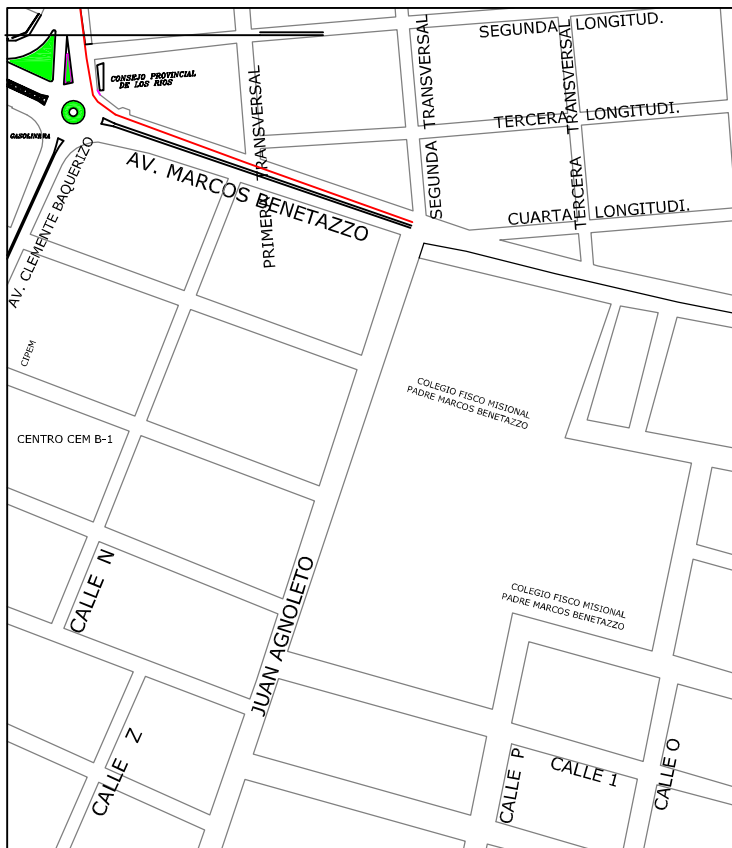 SEGUNDA LONGITUD.
TRANSVERSAL
TRANSVERSAL
CONSEJO PROVINCIAL
DE LOS RIOS
TRANSVERSAL
TERCERA LONGITUDI.
GASOLINERA
AV. MARCOS BENETAZZO
SEGUNDA
TERCERA
CUARTA LONGITUDI.
PRIMERA
AV. CLEMENTE BAQUERIZO
CIPEM
COLEGIO FISCO MISIONAL
PADRE MARCOS BENETAZZO
CENTRO CEM B-1
CALLE N
JUAN AGNOLETO
COLEGIO FISCO MISIONAL
PADRE MARCOS BENETAZZO
CALLE Z
CALLE P
CALLE 1
CALLE O